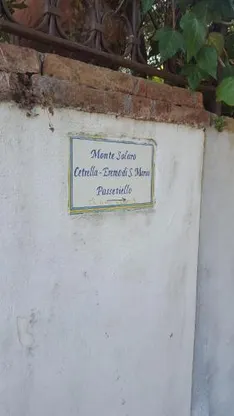 Monte Solaro
Cetrella-Eremo di S. Maria
Passetiello